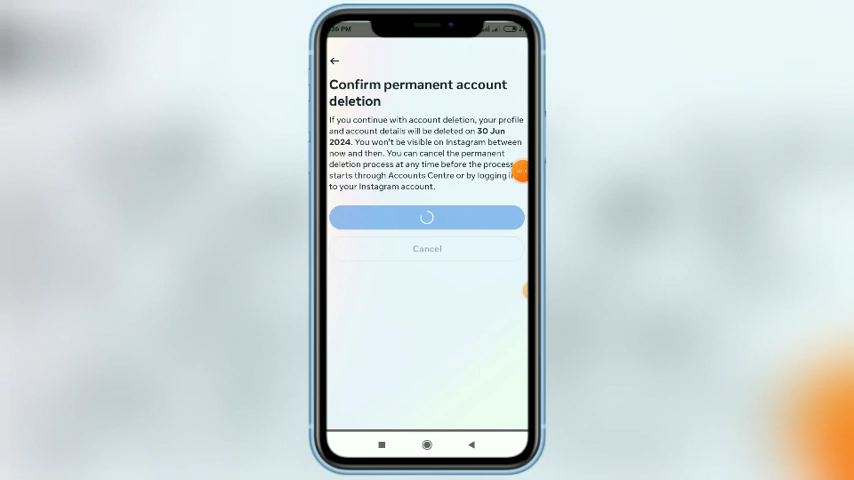 :36 PM
Confirm permanent account
deletion
If you continue with account deletion, your profile
and account details will be deleted on 30 Jun
2024. You won't be visible on Instagram between
now and then. You can cancel the permanent
deletion process at any time before the process
starts through Accounts Centre or by logging
to your Instagram account.
Cancel